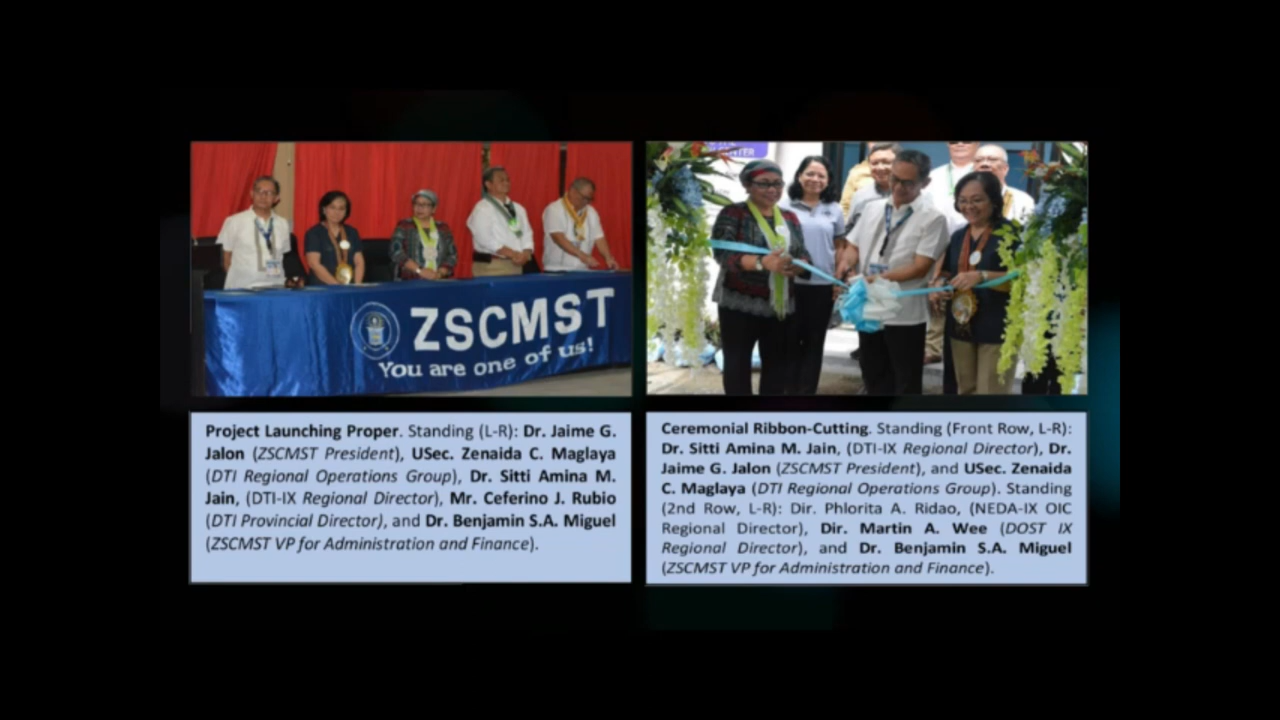 CENTER
ZSCMST
You are one of us!
Project Launching Proper. Standing (L-R): Dr. Jaime G.
Jalon (ZSCMST President), USec. Zenaida C. Maglaya
(DTI Regional Operations Group), Dr. Sitti Amina M.
Jain, (DTI-IX Regional Director), Mr. Ceferino J. Rubio
(DTI Provincial Director), and Dr. Benjamin S.A. Miguel
(ZSCMST VP for Administration and Finance).
Ceremonial Ribbon-Cutting. Standing (Front Row, L-R):
Dr. Sitti Amina M. Jain, (DTI-IX Regional Director), Dr.
Jaime G. Jalon (ZSCMST President), and USec. Zenaida
C. Maglaya (DTI Regional Operations Group). Standing
(2nd Row, L-R): Dir. Phlorita A. Ridao, (NEDA-IX OIC
Regional Director), Dir. Martin A. Wee (DOST IX
Regional Director), and Dr. Benjamin S.A. Miguel
(ZSCMST VP for Administration and Finance).